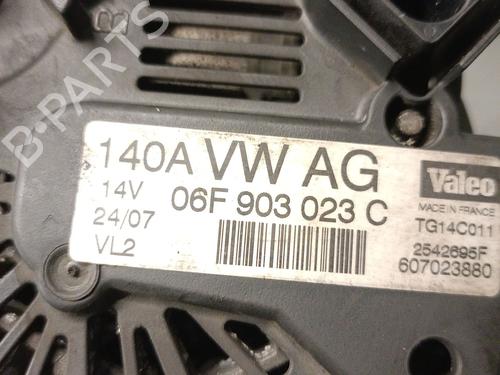 B-PARTS
140A VW AG
14V
06F 903 023 C
24/07
VL2
Valeo
MADE IN FRANCE
TG14C011
2542695F
607023880